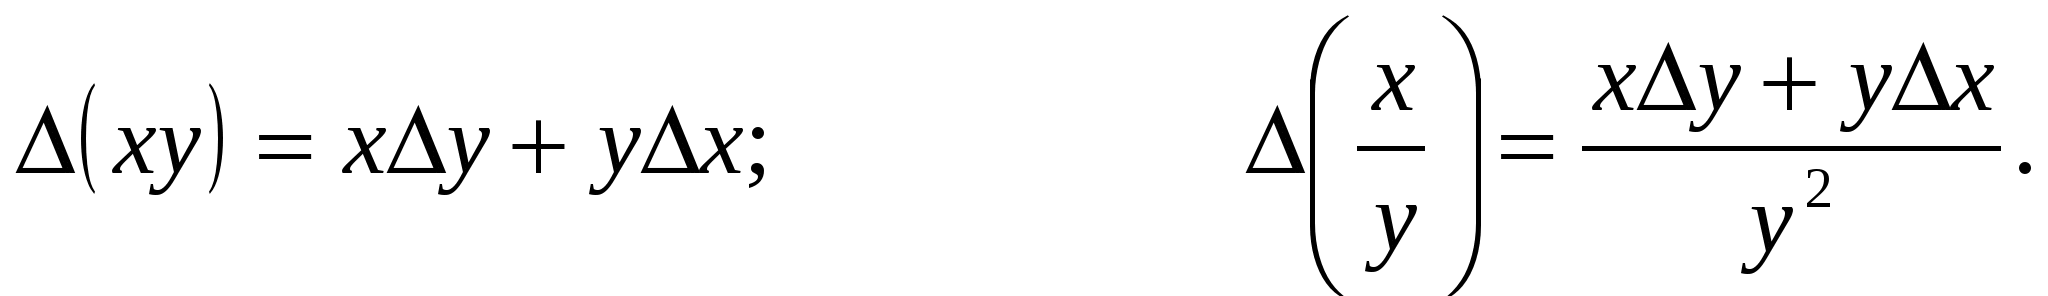 Δ(xy) = xΔy + yΔx; Δ(x/y) = (xΔy + yΔx)/y².